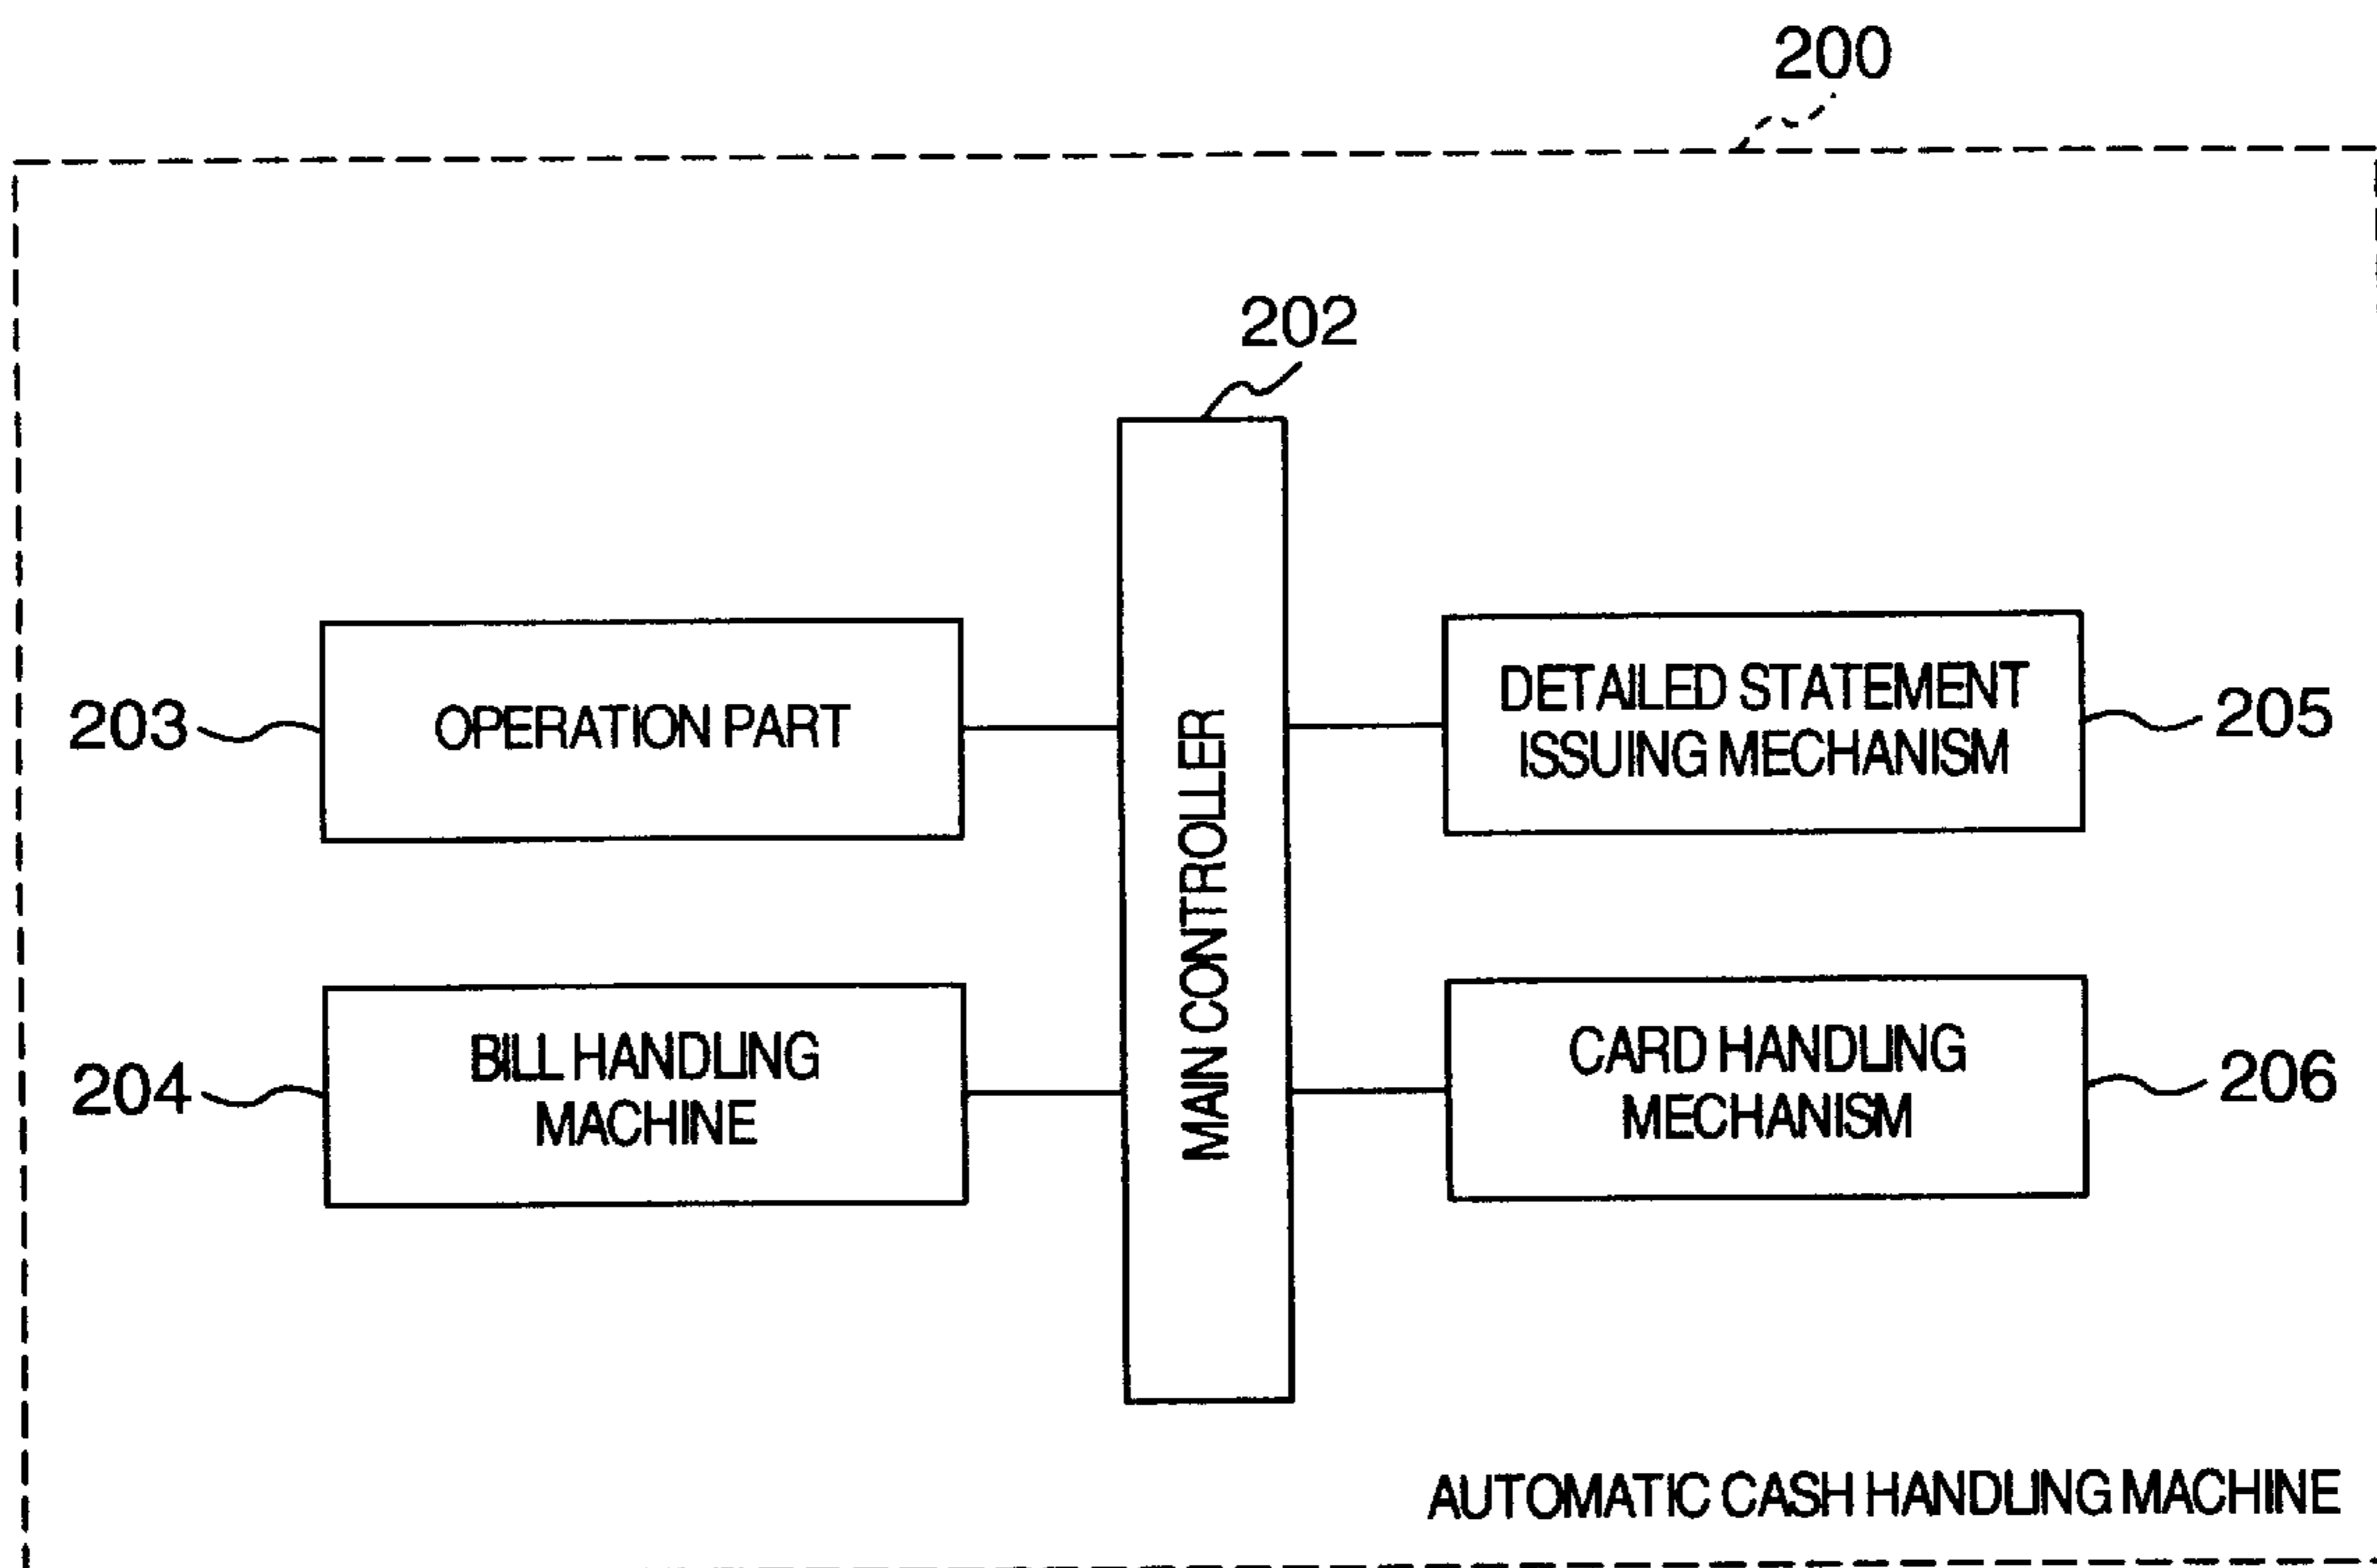 200
202
203
OPERATION PART
DETAILED STATEMENT
ISSUING MECHANISM
205
MAIN CONTROLLER
204
BILL HANDLING
MACHINE
CARD HANDLING
MECHANISM
206
AUTOMATIC CASH HANDLING MACHINE